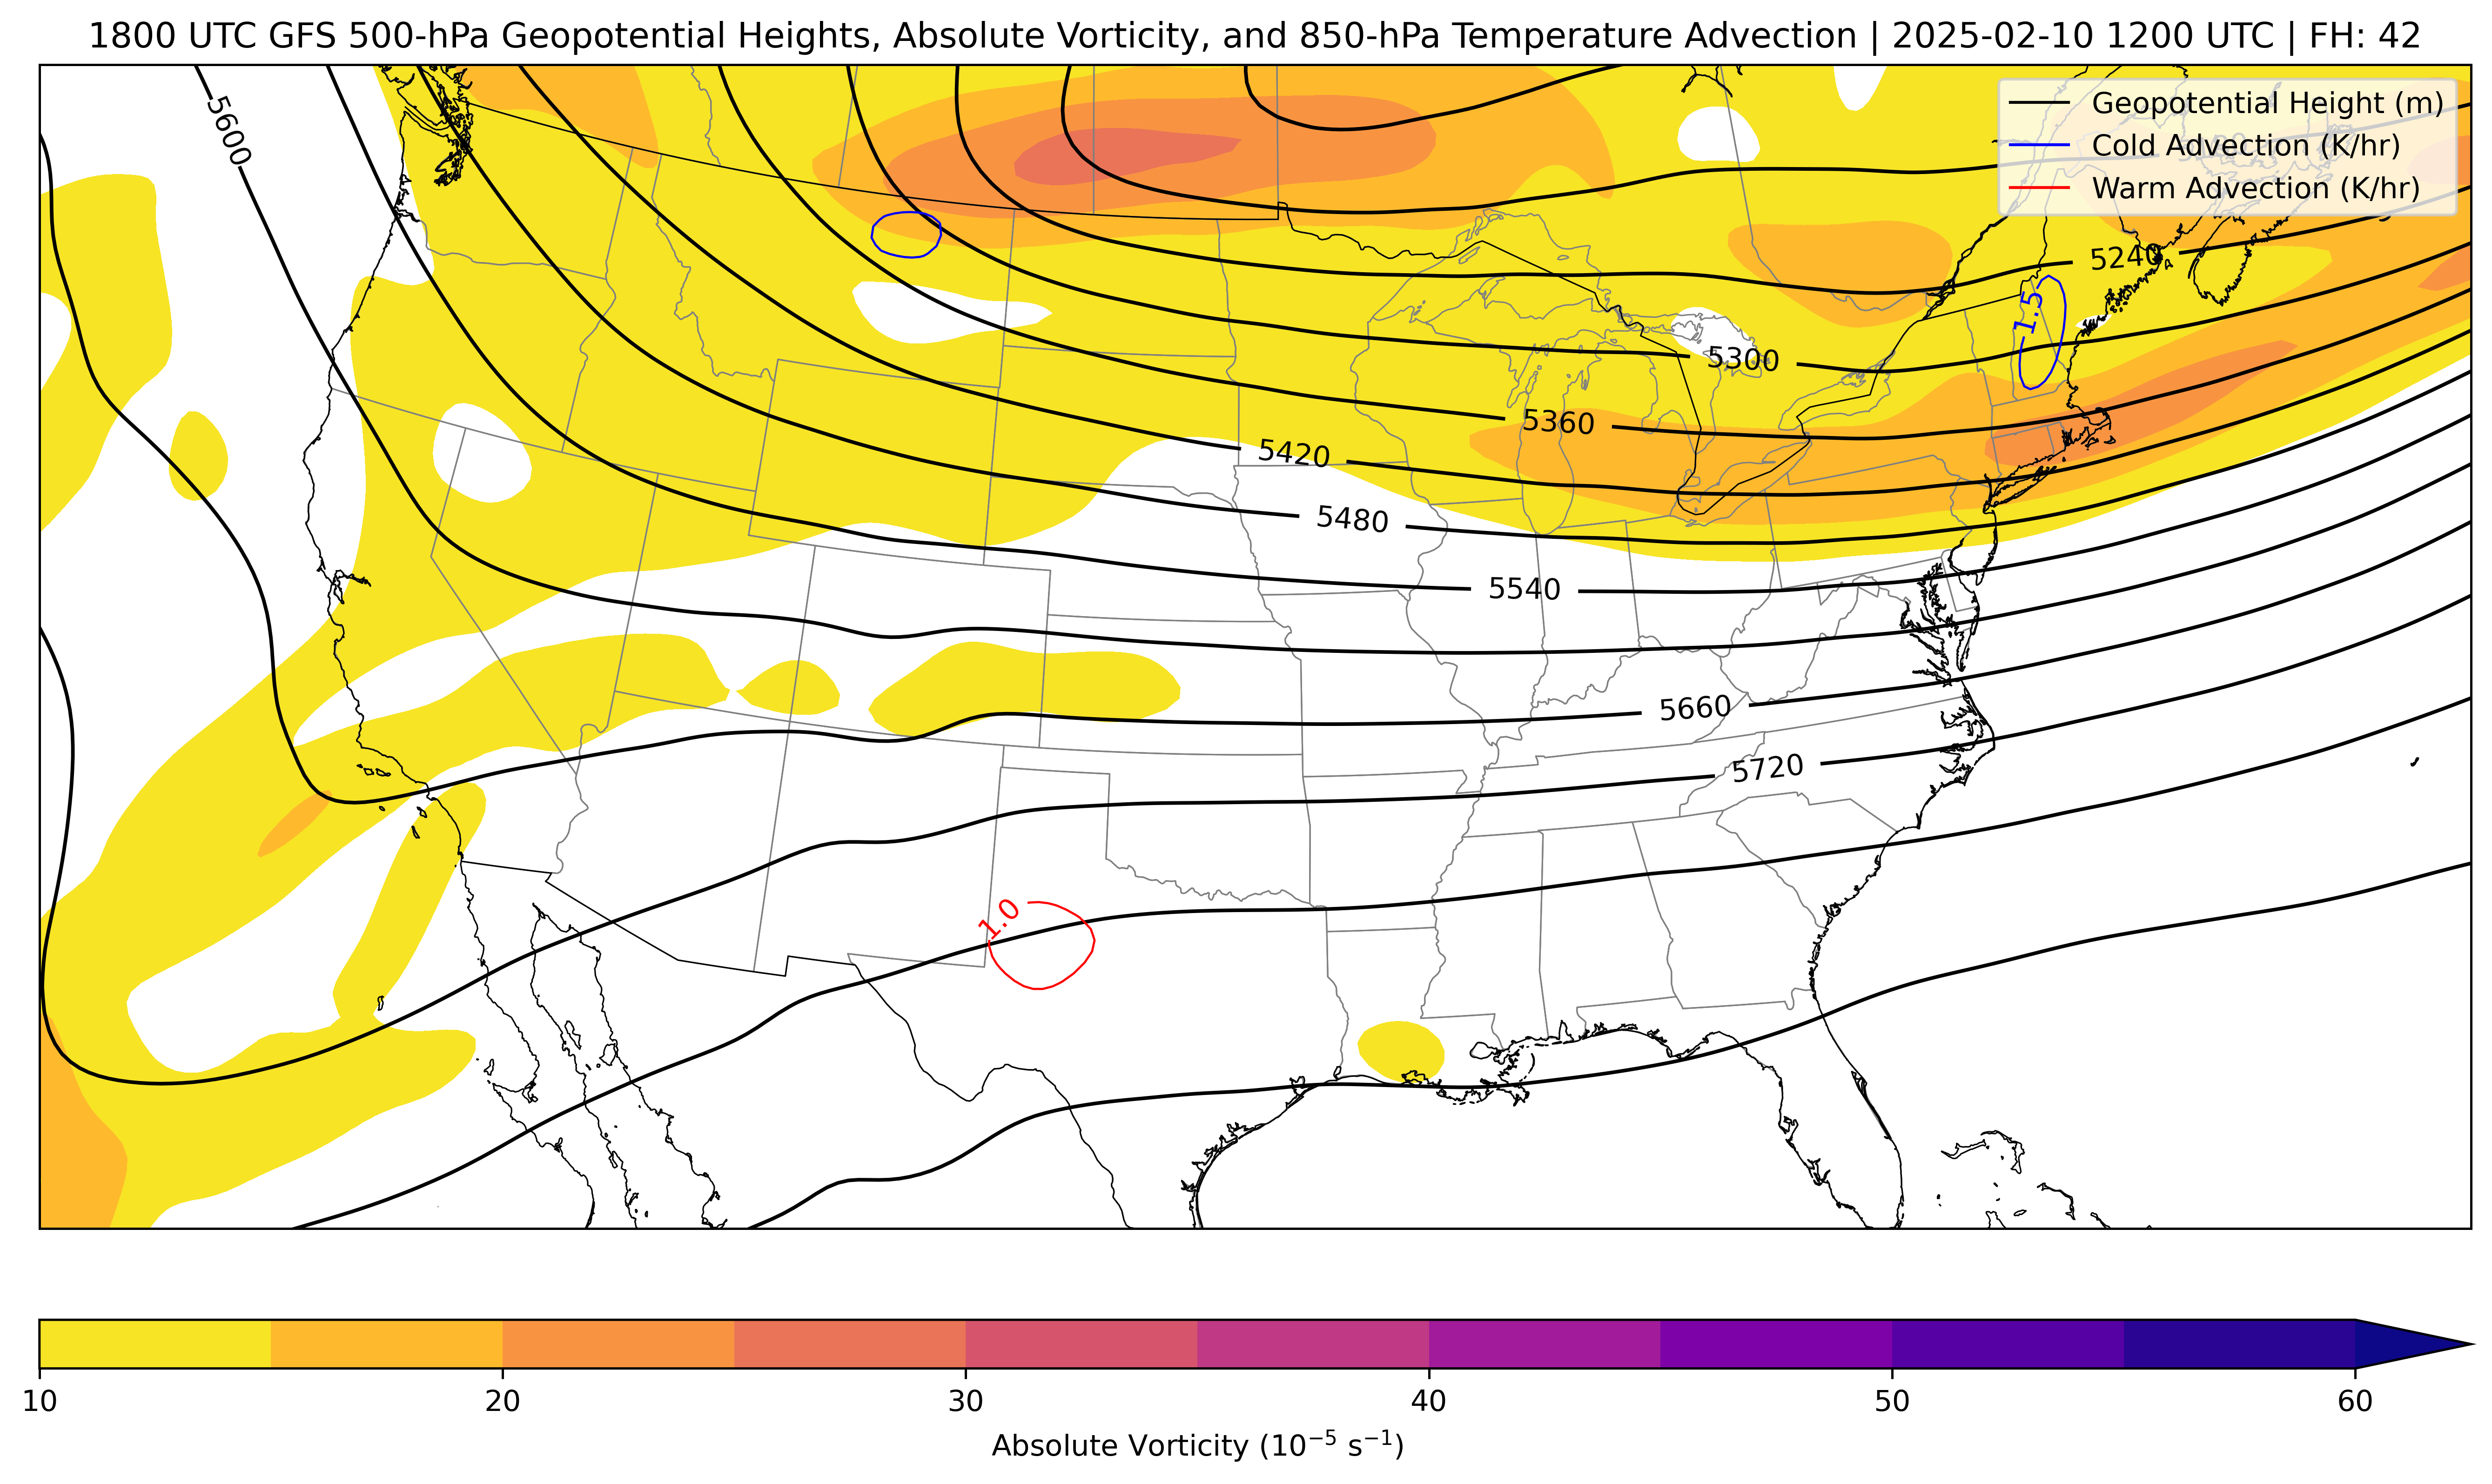 1800 UTC GFS 500-hPa Geopotential Heights, Absolute Vorticity, and 850-hPa Temperature Advection | 2025-02-10 1200 UTC | FH: 42
Geopotential Height (m)
Cold Advection (K/hr)
Warm Advection (K/hr)
5600
5240
1.5
5300
5360
5420
5480
5540
5660
5720
1.0
10 20 30 40 50 60
Absolute Vorticity (10⁻⁵ s⁻¹)